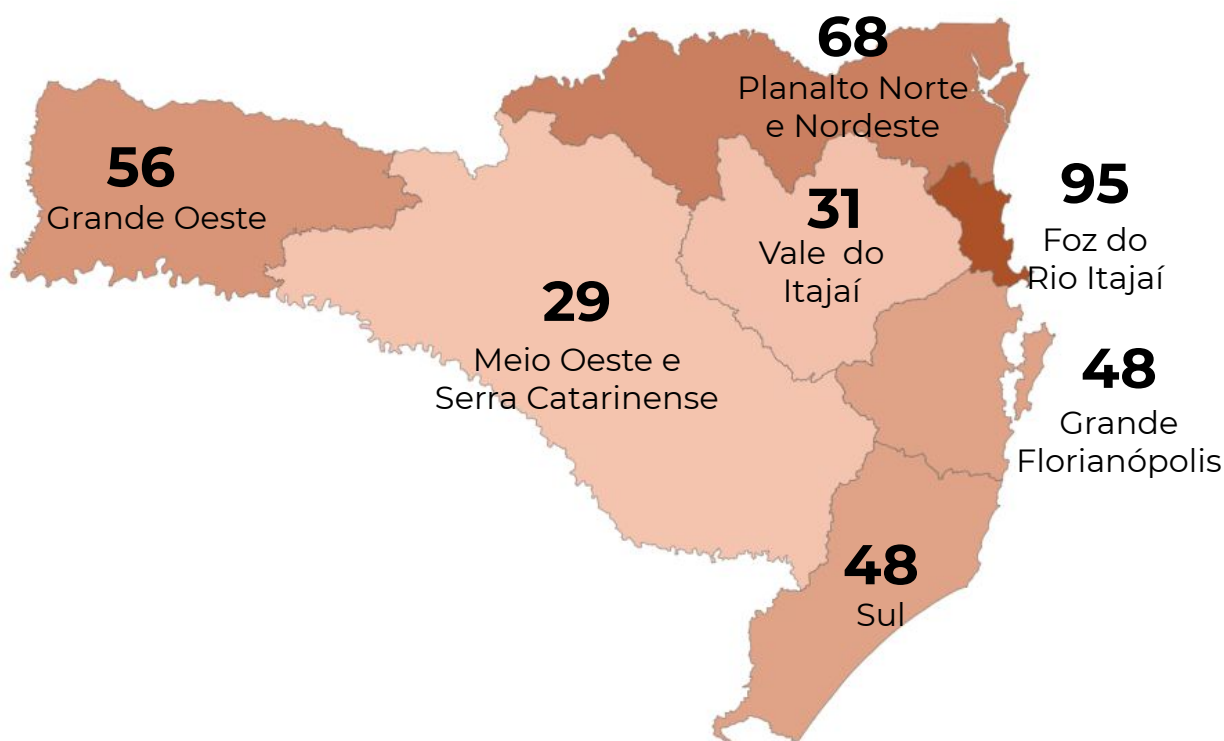 68
Planalto Norte
e Nordeste
56
Grande Oeste
31
Vale do
Itajaí
95
Foz do
Rio Itajaí
29
Meio Oeste e
Serra Catarinense
48
Grande
Florianópolis
48
Sul